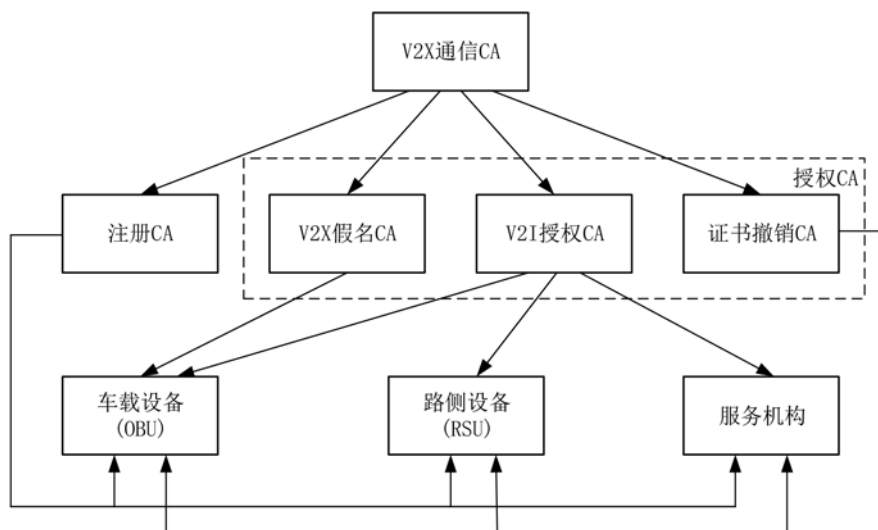 V2X通信CA
授权CA
注册CA
V2X假名CA
V2I授权CA
证书撤销CA
车载设备
(OBU)
路侧设备
(RSU)
服务机构